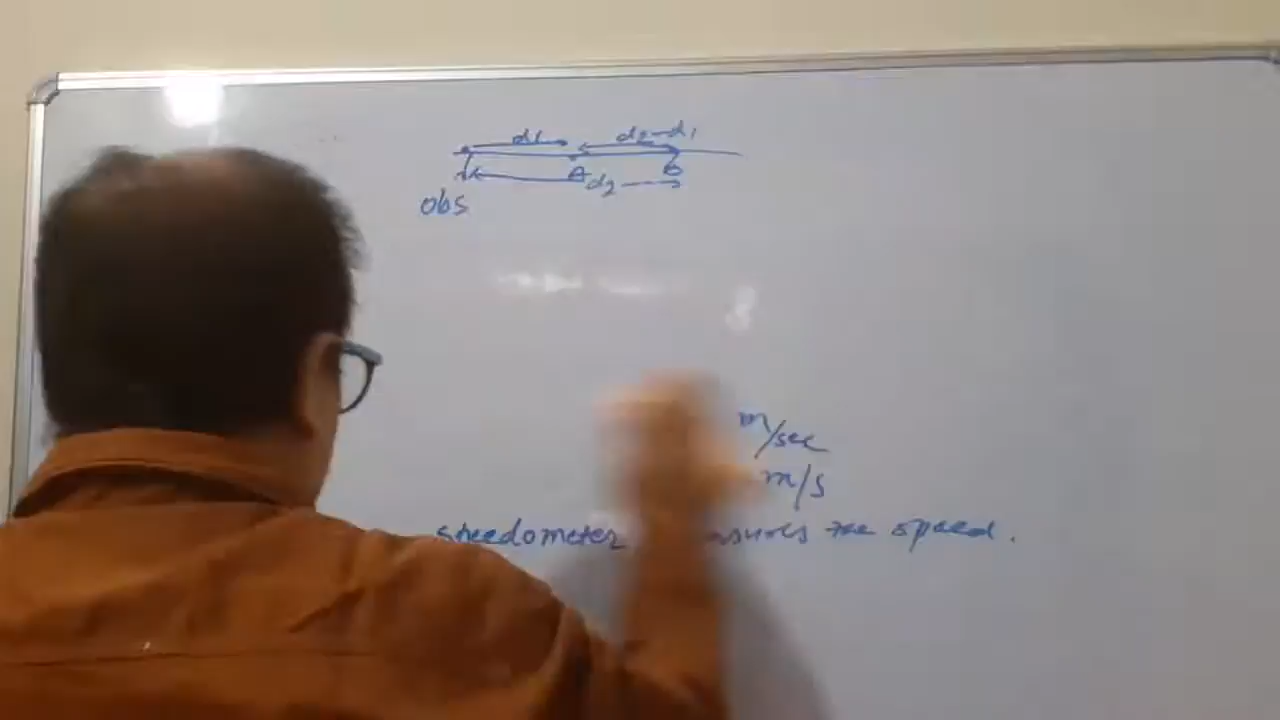 d1 d2-d1
A B
d2
obs
m/sec
m/s
speedometer the speed.